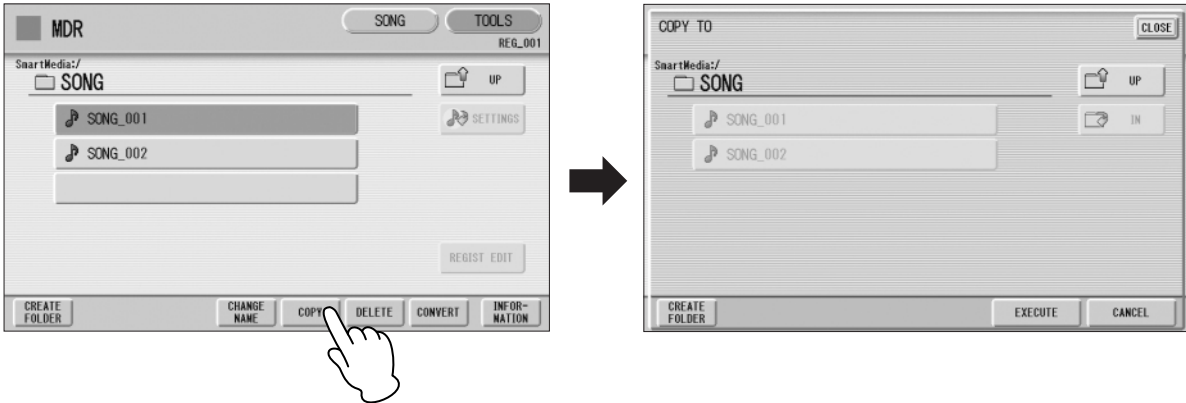 MDR
SONG
TOOLS
REG_001
SmartMedia:/
SONG
UP
SONG_001
SETTINGS
SONG_002
REGIST EDIT
CREATE
FOLDER
CHANGE
NAME
COPY
DELETE
CONVERT
INFOR-
MATION
COPY TO
CLOSE
SmartMedia:/
SONG
UP
SONG_001
IN
SONG_002
CREATE
FOLDER
EXECUTE
CANCEL